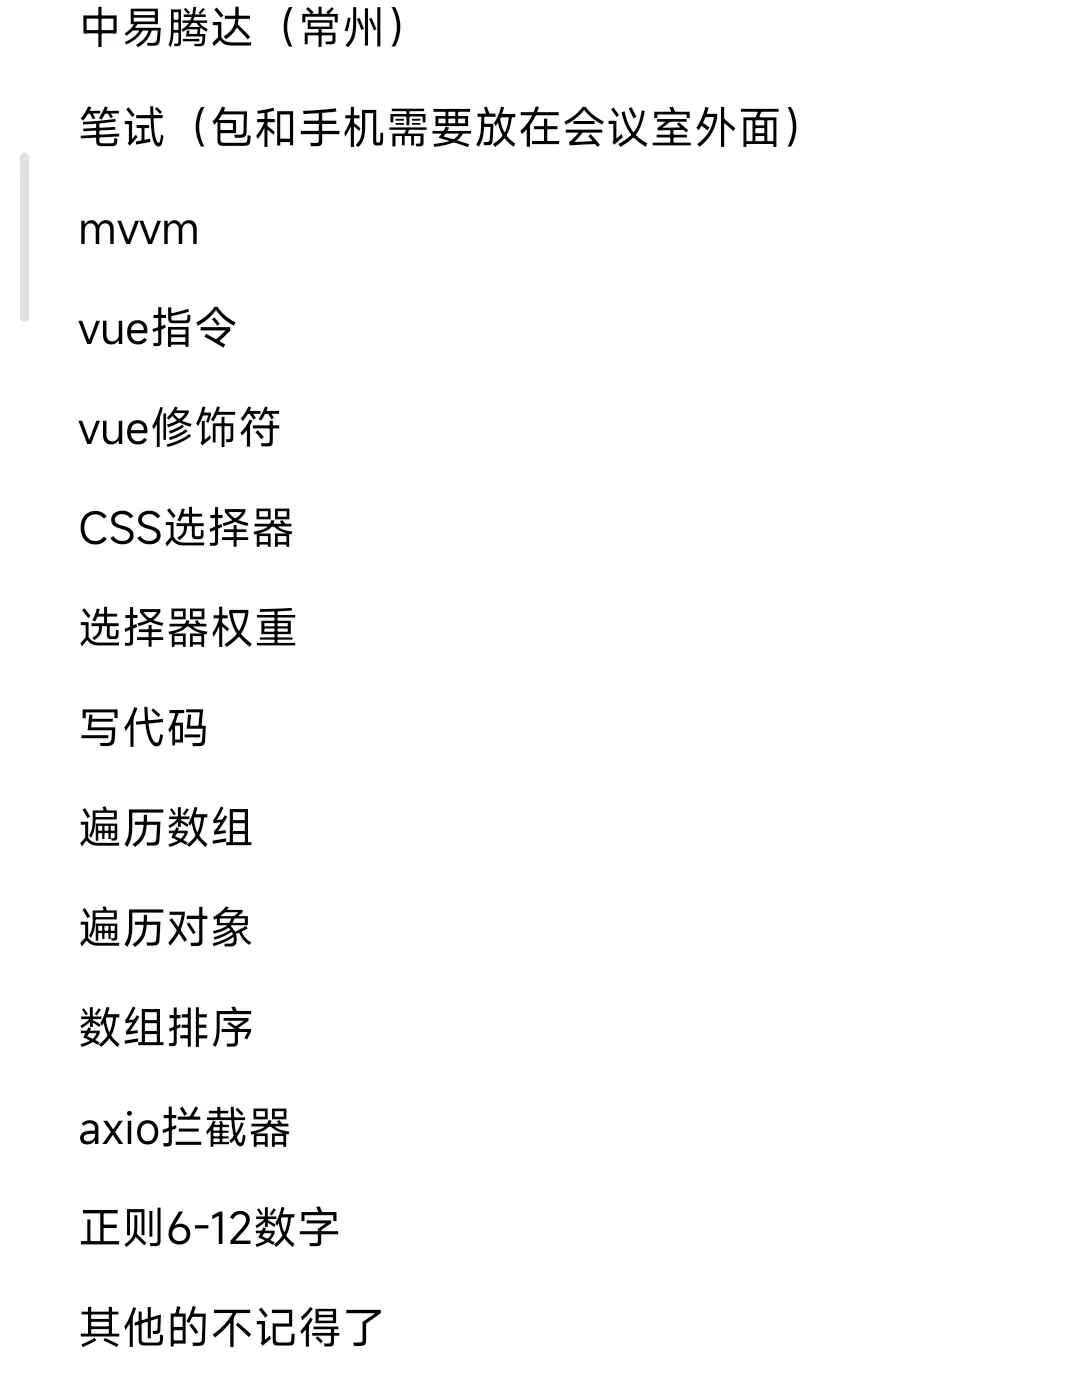 中易腾达（常州）
笔试（包和手机需要放在会议室外面）
mvvm
vue指令
vue修饰符
CSS选择器
选择器权重
写代码
遍历数组
遍历对象
数组排序
axio拦截器
正则6-12数字
其他的不记得了